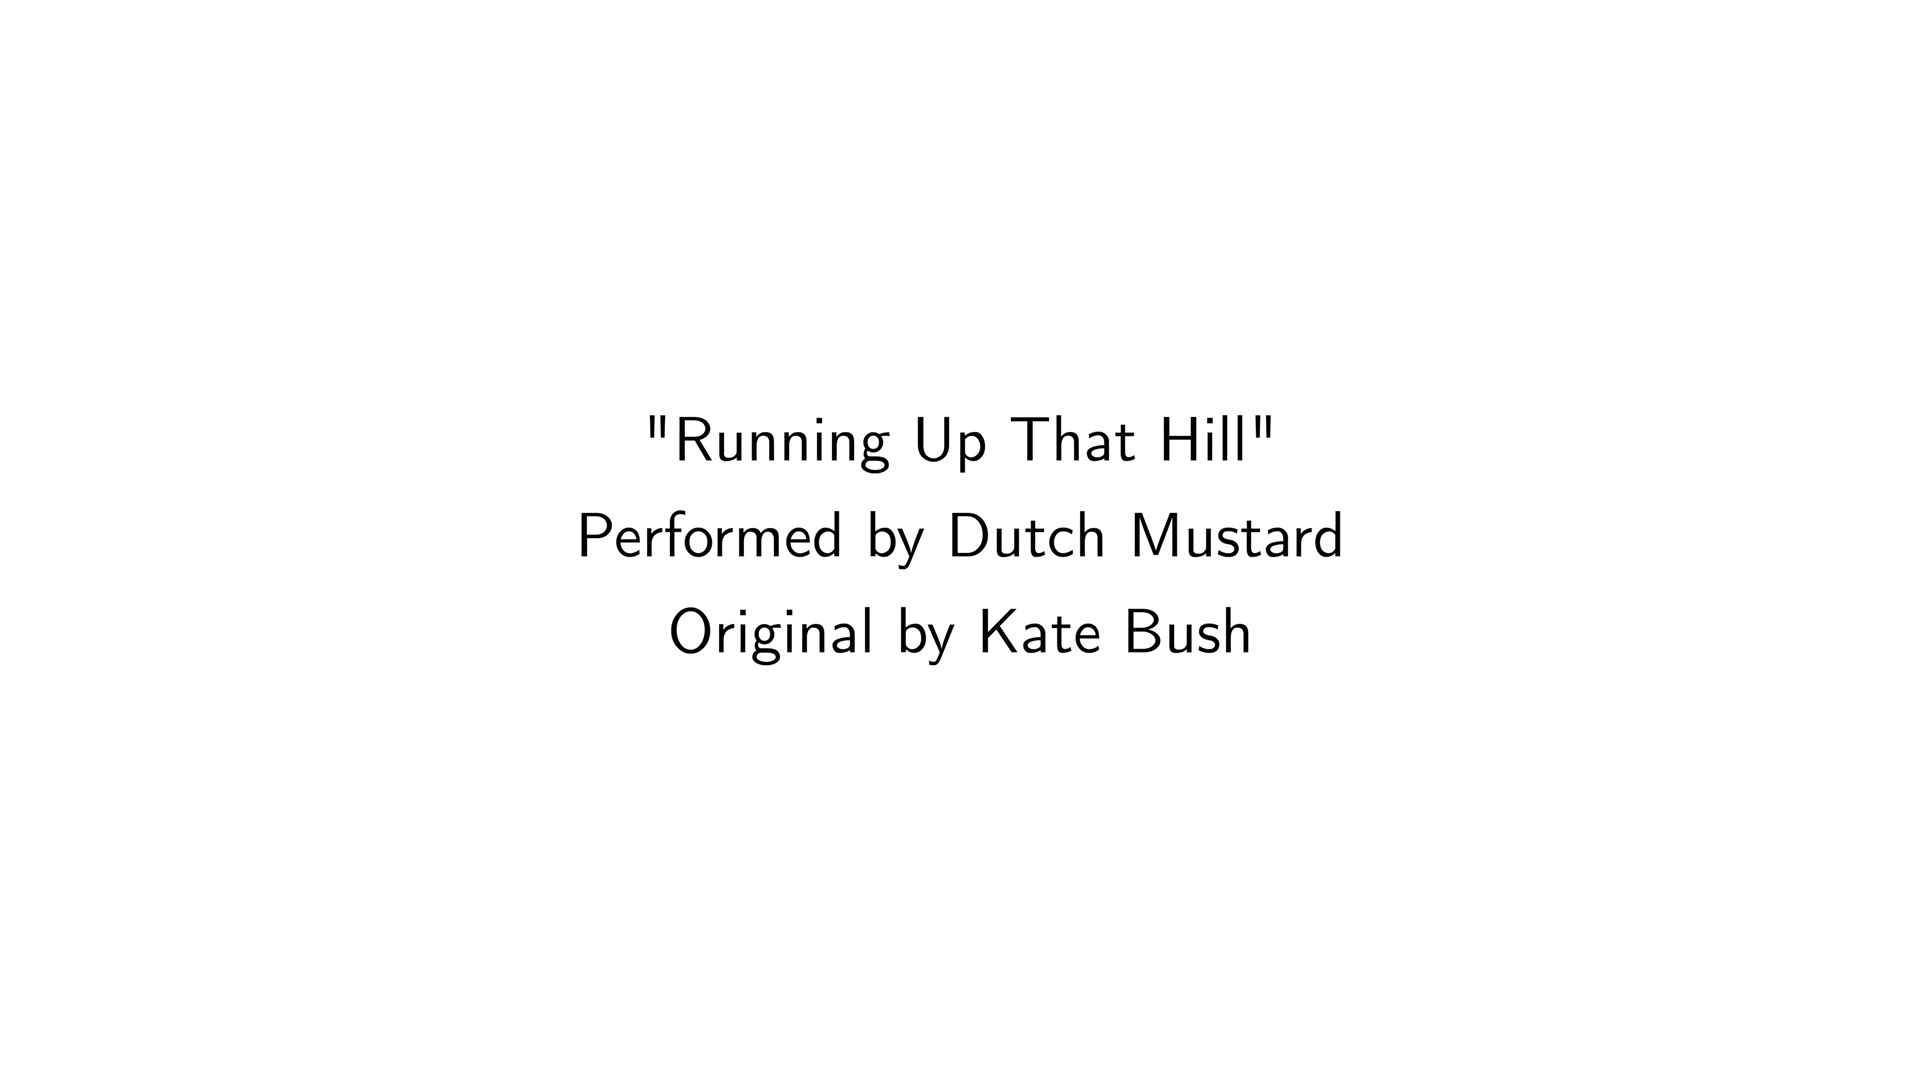 "Running Up That Hill"
Performed by Dutch Mustard
Original by Kate Bush